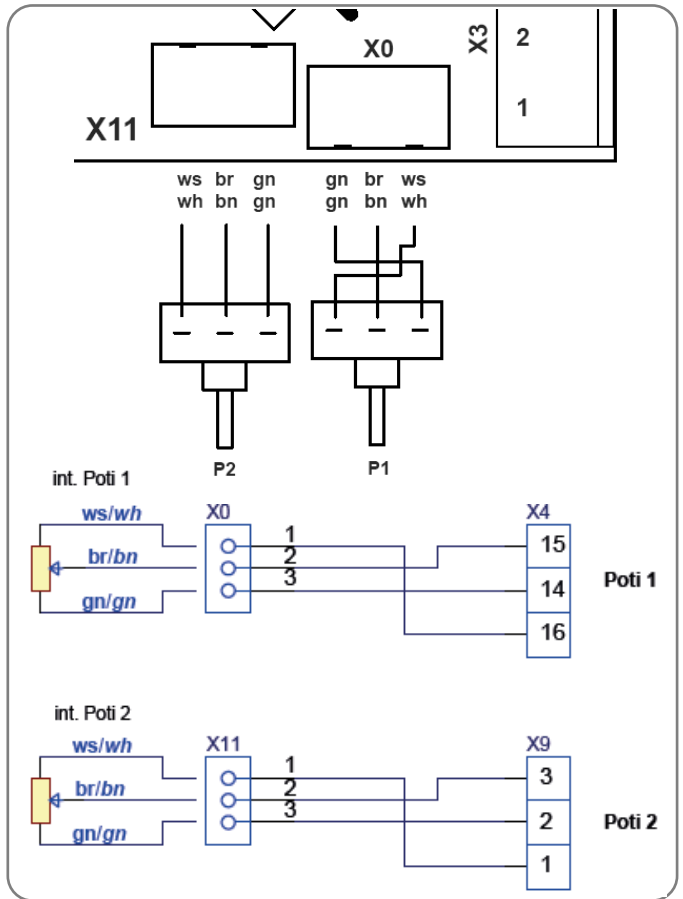 X0
X3
2
1
X11
ws br gn
wh bn gn
gn br ws
gn bn wh
P2
P1
int. Poti 1
ws/wh
br/bn
gn/gn
X0
1
2
3
X4
15
14
16
Poti 1
int. Poti 2
ws/wh
br/bn
gn/gn
X11
1
2
3
X9
3
2
1
Poti 2